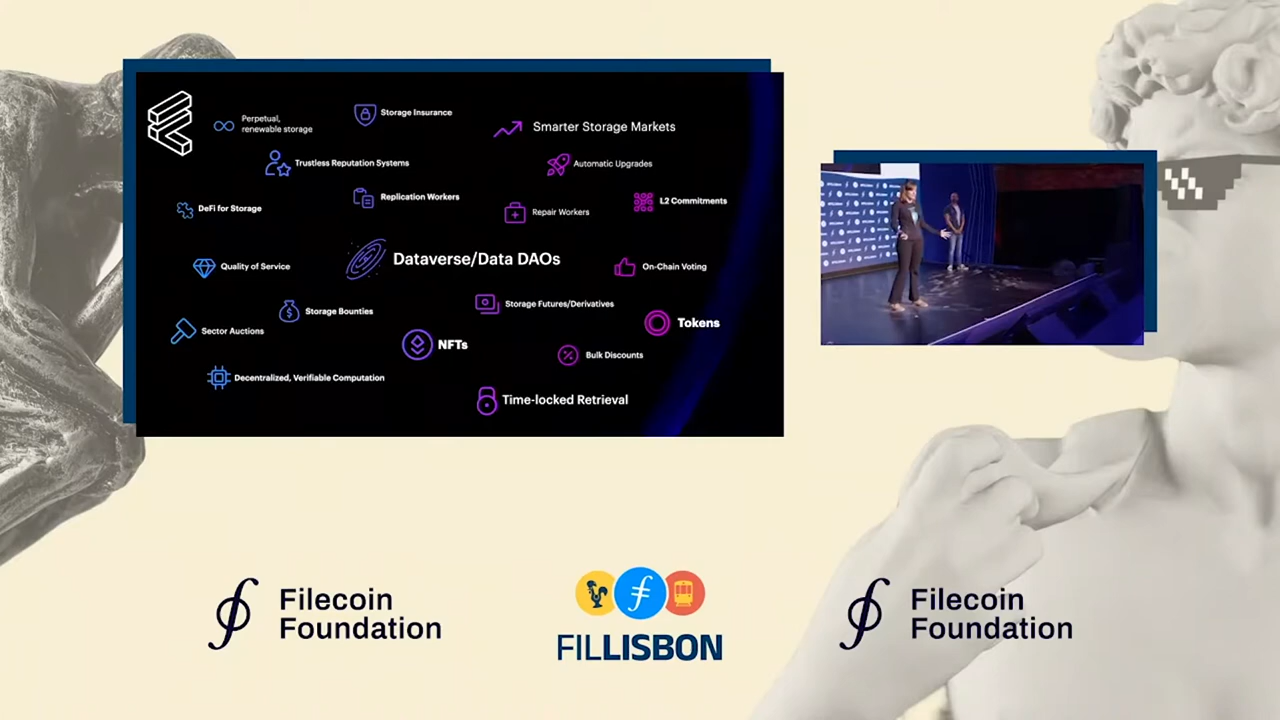 Perpetual,
renewable storage
Storage Insurance
Smarter Storage Markets
Trustless Reputation Systems
Automatic Upgrades
Replication Workers
L2 Commitments
DeFi for Storage
Repair Workers
Dataverse/Data DAOs
Quality of Service
On-Chain Voting
Storage Bounties
Storage Futures/Derivatives
Sector Auctions
Tokens
NFTs
Bulk Discounts
Decentralized, Verifiable Computation
Time-locked Retrieval
Filecoin
Foundation
FILLISBON
Filecoin
Foundation